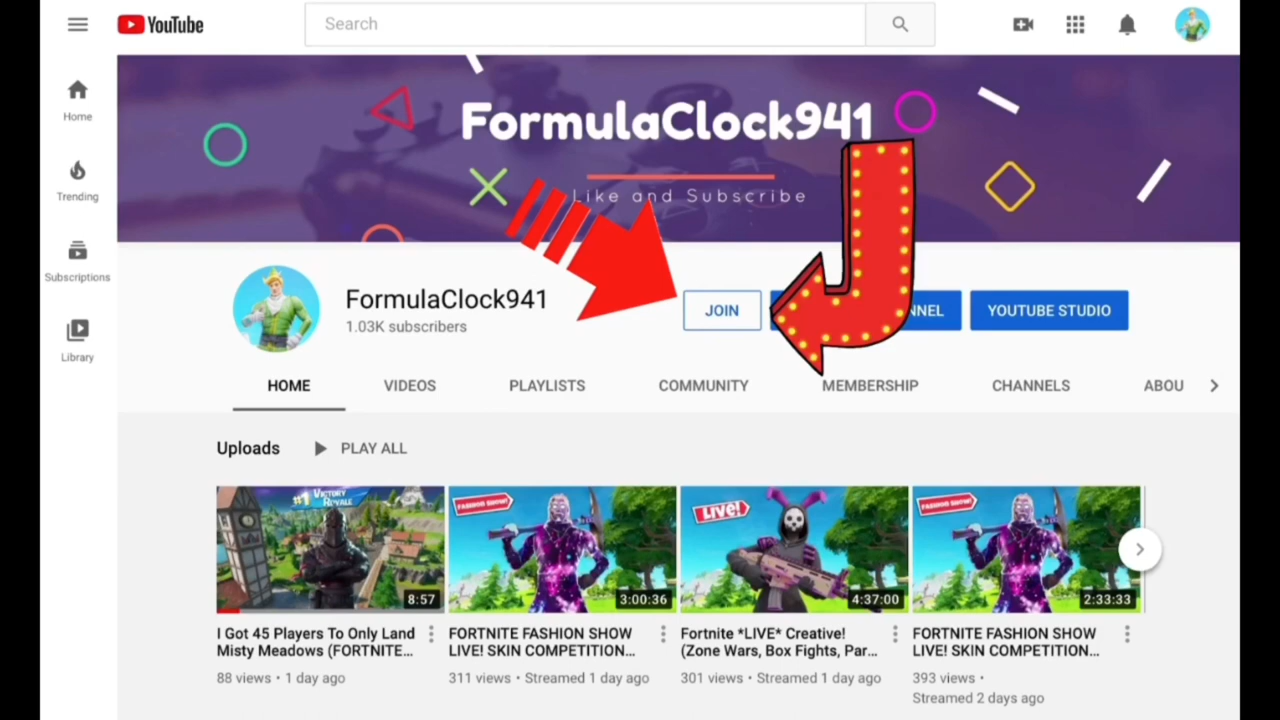 YouTube
Search
Home
Trending
Subscriptions
Library
FormulaClock941
Like and Subscribe
FormulaClock941
1.03K subscribers
JOIN
NNEL
YOUTUBE STUDIO
HOME VIDEOS PLAYLISTS COMMUNITY MEMBERSHIP CHANNELS ABOU
Uploads PLAY ALL
#1 VICTORY ROYALE
8:57
FASHION SHOW!
3:00:36
LIVE!
4:37:00
FASHION SHOW!
2:33:33
I Got 45 Players To Only Land
Misty Meadows (FORTNITE...
88 views • 1 day ago
FORTNITE FASHION SHOW
LIVE! SKIN COMPETITION...
311 views • Streamed 1 day ago
Fortnite *LIVE* Creative!
(Zone Wars, Box Fights, Par...
301 views • Streamed 1 day ago
FORTNITE FASHION SHOW
LIVE! SKIN COMPETITION...
393 views •
Streamed 2 days ago